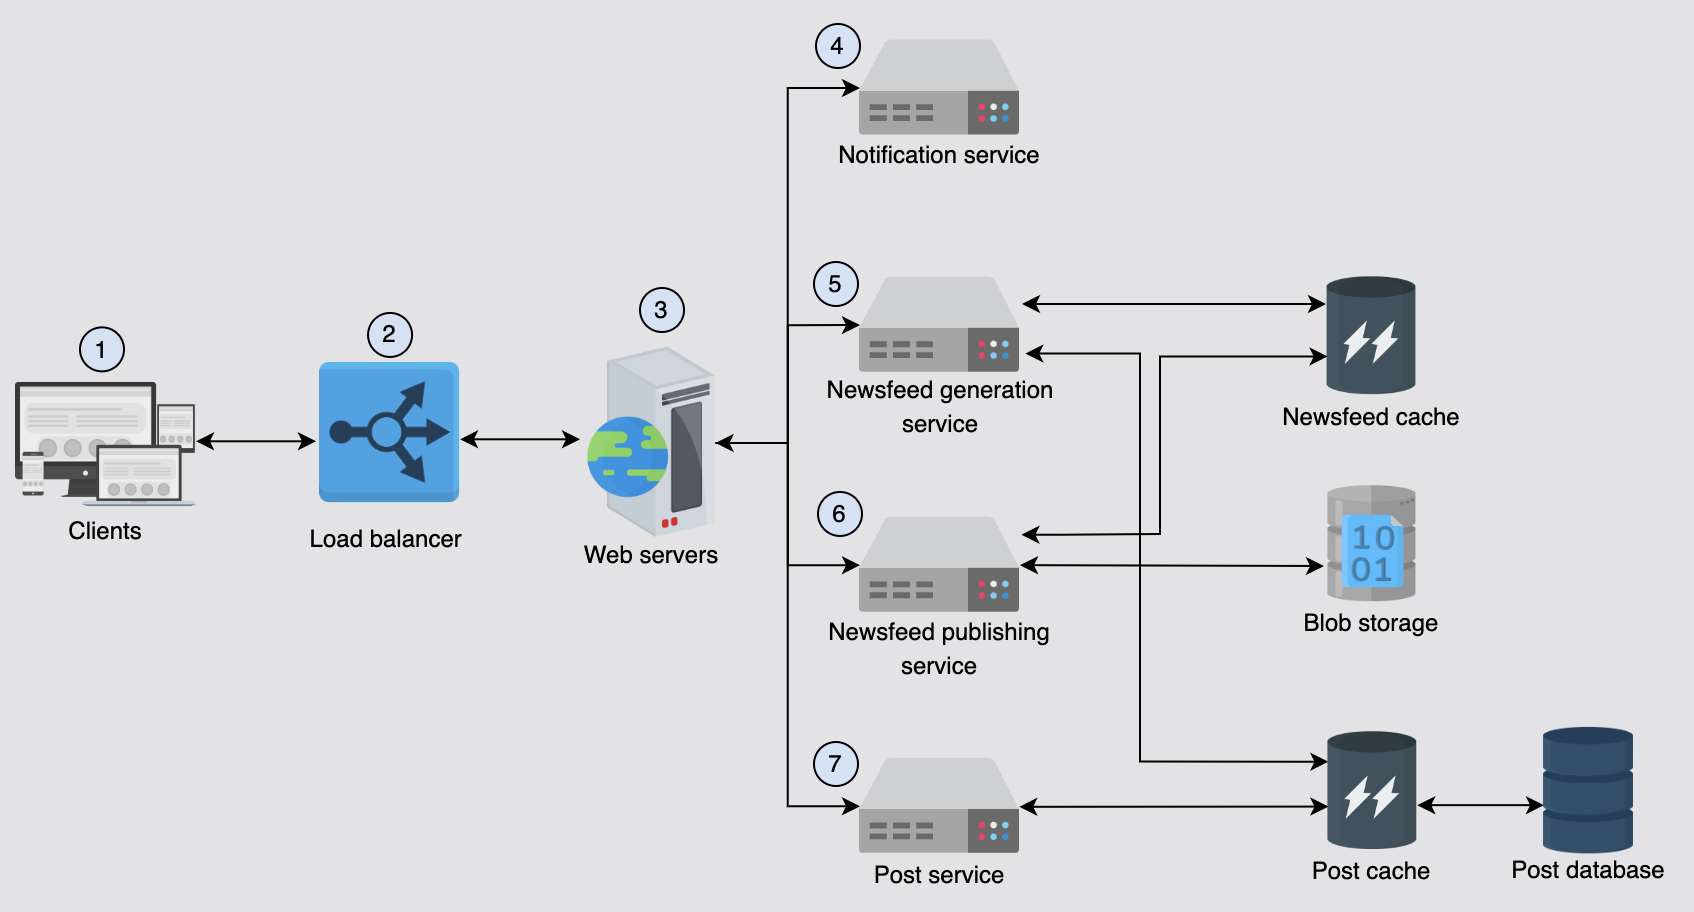 4
Notification service
5
Newsfeed generation
service
Newsfeed cache
3
Web servers
2
Load balancer
1
Clients
6
Newsfeed publishing
service
10
01
Blob storage
7
Post service
Post cache
Post database